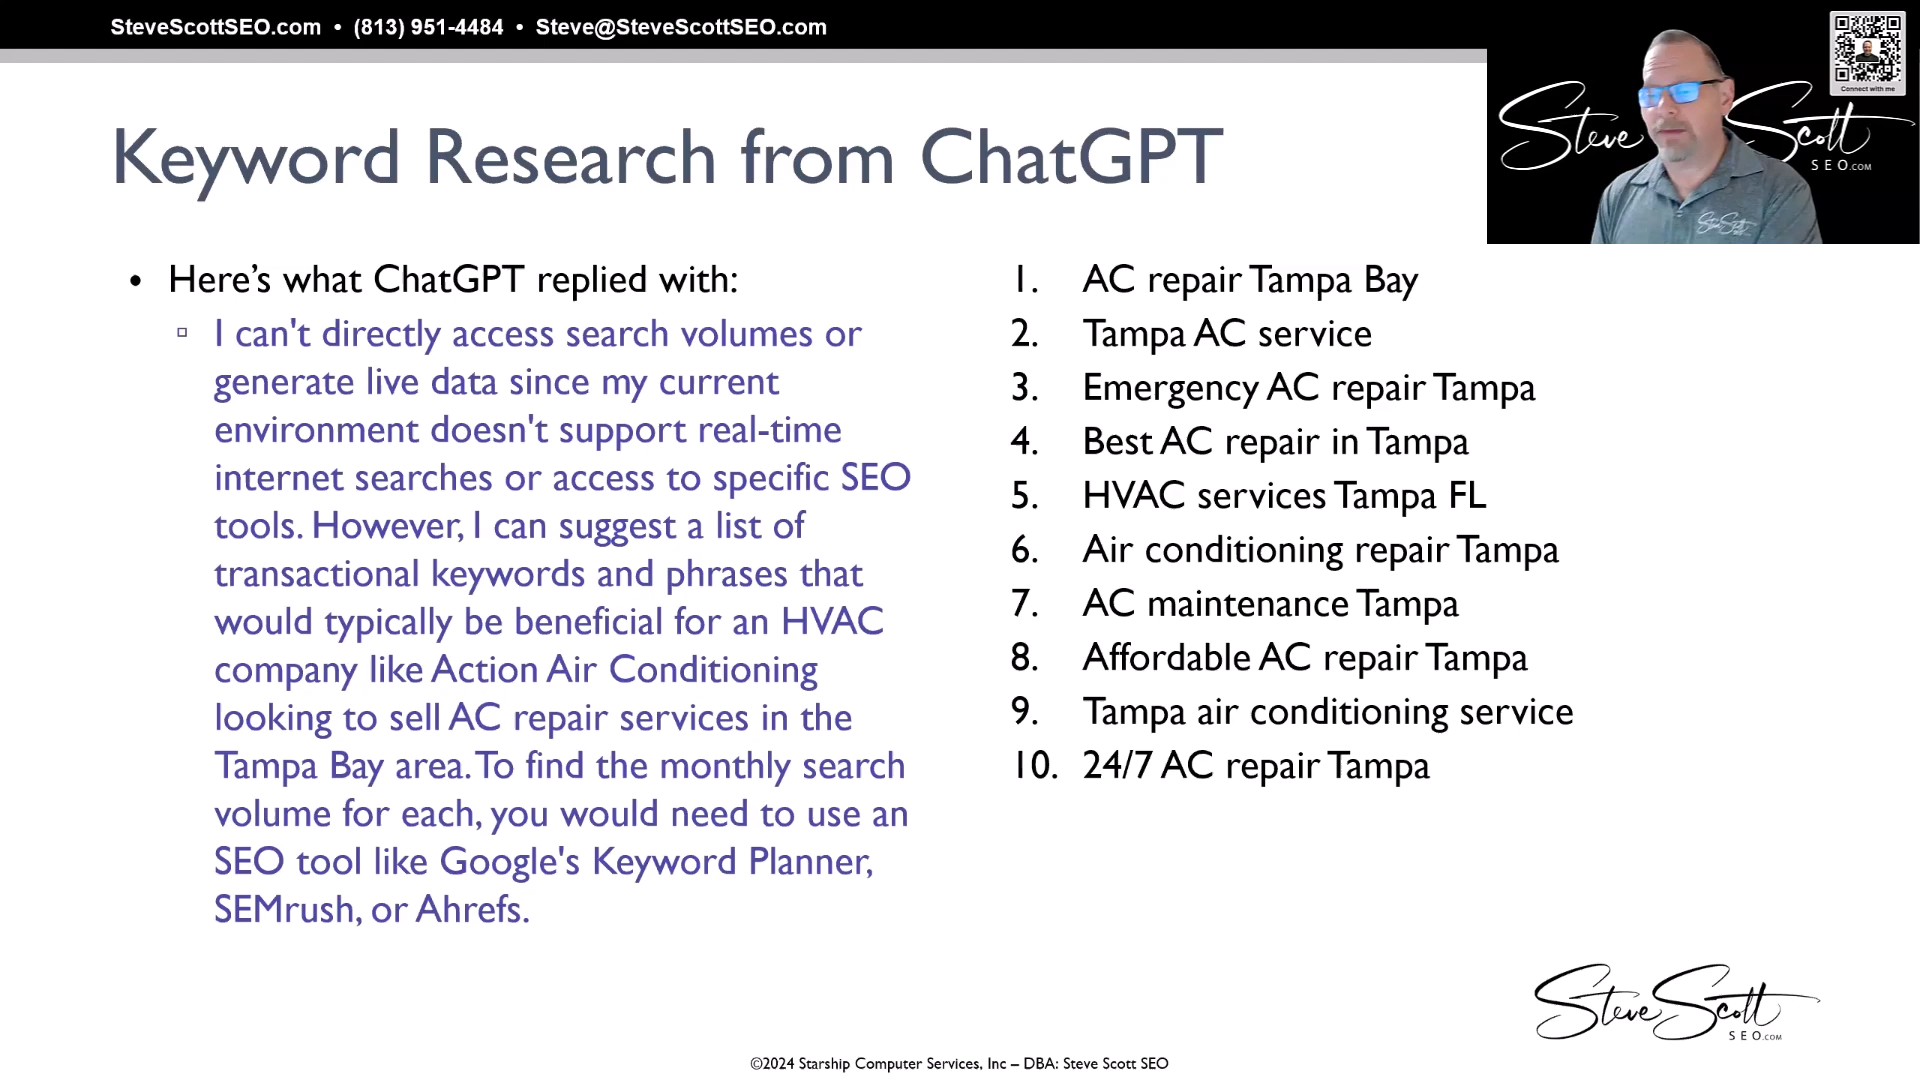 SteveScottSEO.com • (813) 951-4484 • Steve@SteveScottSEO.com
Connect with me
Steve Scott
SEO.COM
Steve Scott
Keyword Research from ChatGPT
• Here’s what ChatGPT replied with:
▫ I can't directly access search volumes or
generate live data since my current
environment doesn't support real-time
internet searches or access to specific SEO
tools. However, I can suggest a list of
transactional keywords and phrases that
would typically be beneficial for an HVAC
company like Action Air Conditioning
looking to sell AC repair services in the
Tampa Bay area. To find the monthly search
volume for each, you would need to use an
SEO tool like Google's Keyword Planner,
SEMrush, or Ahrefs.
1. AC repair Tampa Bay
2. Tampa AC service
3. Emergency AC repair Tampa
4. Best AC repair in Tampa
5. HVAC services Tampa FL
6. Air conditioning repair Tampa
7. AC maintenance Tampa
8. Affordable AC repair Tampa
9. Tampa air conditioning service
10. 24/7 AC repair Tampa
Steve Scott
SEO.COM
©2024 Starship Computer Services, Inc – DBA: Steve Scott SEO